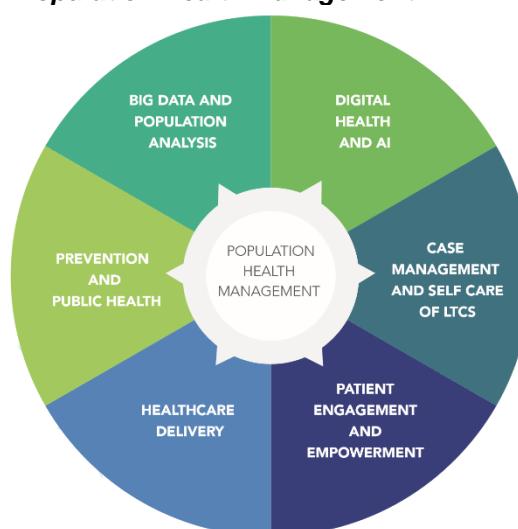 BIG DATA AND
POPULATION
ANALYSIS
DIGITAL
HEALTH
AND AI
PREVENTION
AND
PUBLIC HEALTH
POPULATION
HEALTH
MANAGEMENT
CASE
MANAGEMENT
AND SELF CARE
OF LTCS
HEALTHCARE
DELIVERY
PATIENT
ENGAGEMENT
AND
EMPOWERMENT